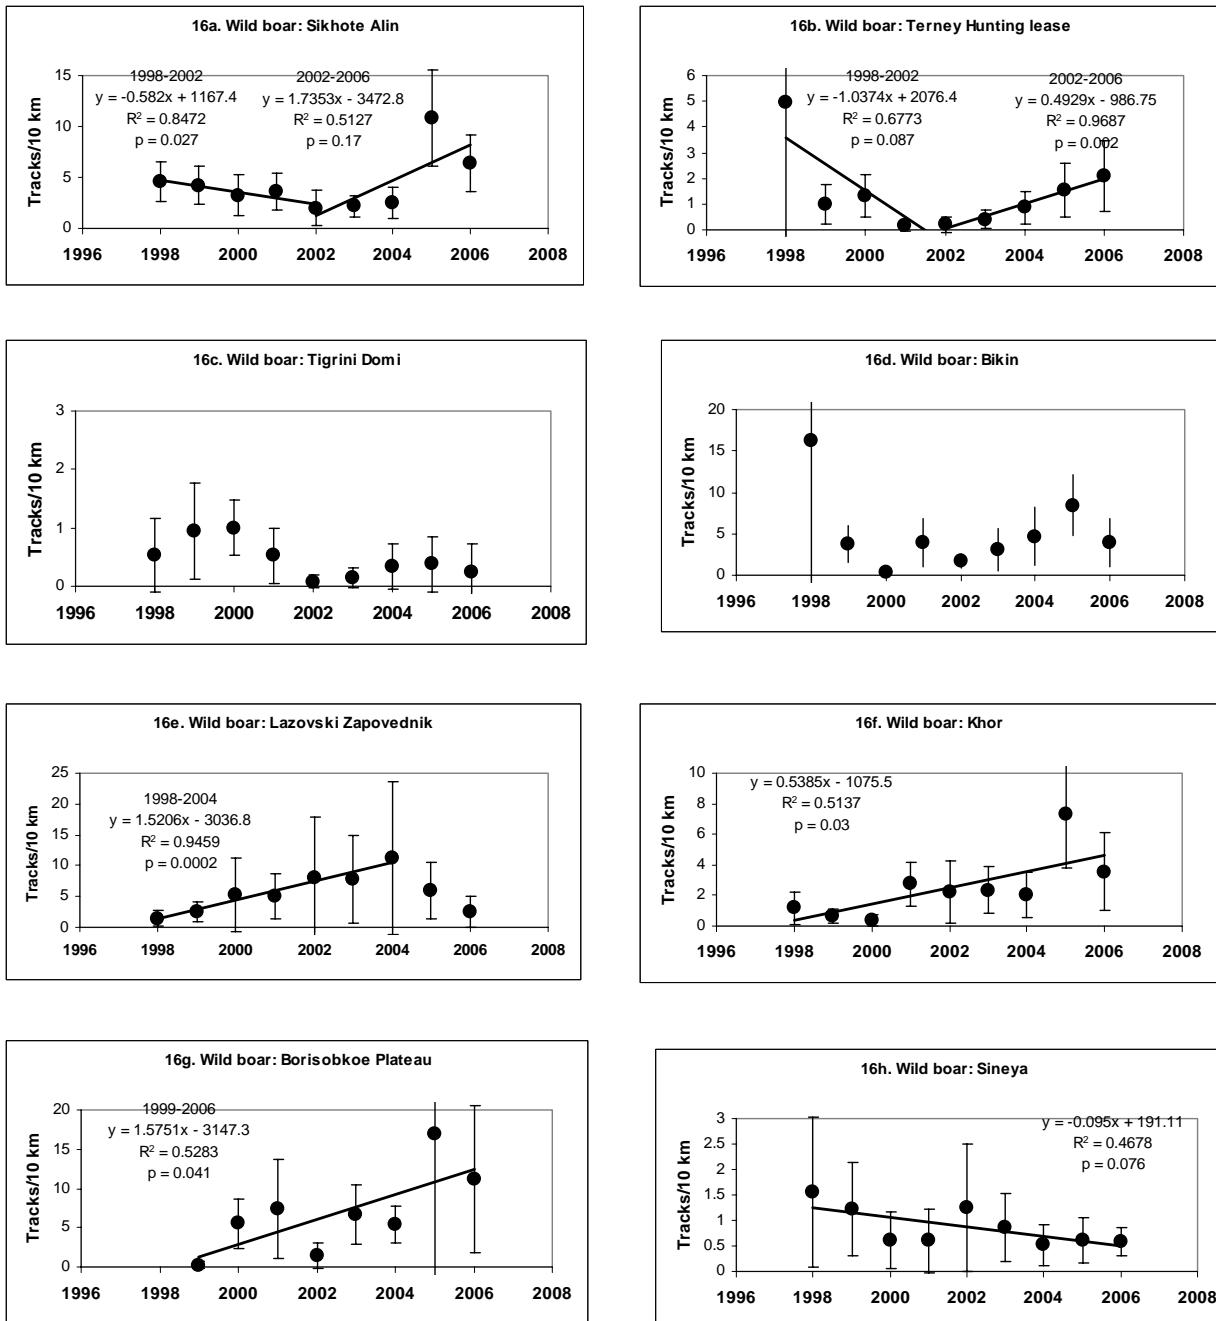 16a. Wild boar: Sikhote Alin
1998-2002
y = -0.582x + 1167.4
R² = 0.8472
p = 0.027
2002-2006
y = 1.7353x - 3472.8
R² = 0.5127
p = 0.17
Tracks/10 km
15
10
5
0
1996 1998 2000 2002 2004 2006 2008
16b. Wild boar: Terney Hunting lease
1998-2002
y = -1.0374x + 2076.4
R² = 0.6773
p = 0.087
2002-2006
y = 0.4929x - 986.75
R² = 0.9687
p = 0.002
Tracks/10 km
6
5
4
3
2
1
0
1996 1998 2000 2002 2004 2006 2008
16c. Wild boar: Tigrini Domi
Tracks/10 km
3
2
1
0
1996 1998 2000 2002 2004 2006 2008
16d. Wild boar: Bikin
Tracks/10 km
20
15
10
5
0
1996 1998 2000 2002 2004 2006 2008
16e. Wild boar: Lazovski Zapovednik
1998-2004
y = 1.5206x - 3036.8
R² = 0.9459
p = 0.0002
Tracks/10 km
25
20
15
10
5
0
1996 1998 2000 2002 2004 2006 2008
16f. Wild boar: Khor
y = 0.5385x - 1075.5
R² = 0.5137
p = 0.03
Tracks/10 km
10
8
6
4
2
0
1996 1998 2000 2002 2004 2006 2008
16g. Wild boar: Borisobkoe Plateau
1999-2006
y = 1.5751x - 3147.3
R² = 0.5283
p = 0.041
Tracks/10 km
20
15
10
5
0
1996 1998 2000 2002 2004 2006 2008
16h. Wild boar: Sineya
y = -0.095x + 191.11
R² = 0.4678
p = 0.076
Tracks/10 km
3
2.5
2
1.5
1
0.5
0
1996 1998 2000 2002 2004 2006 2008